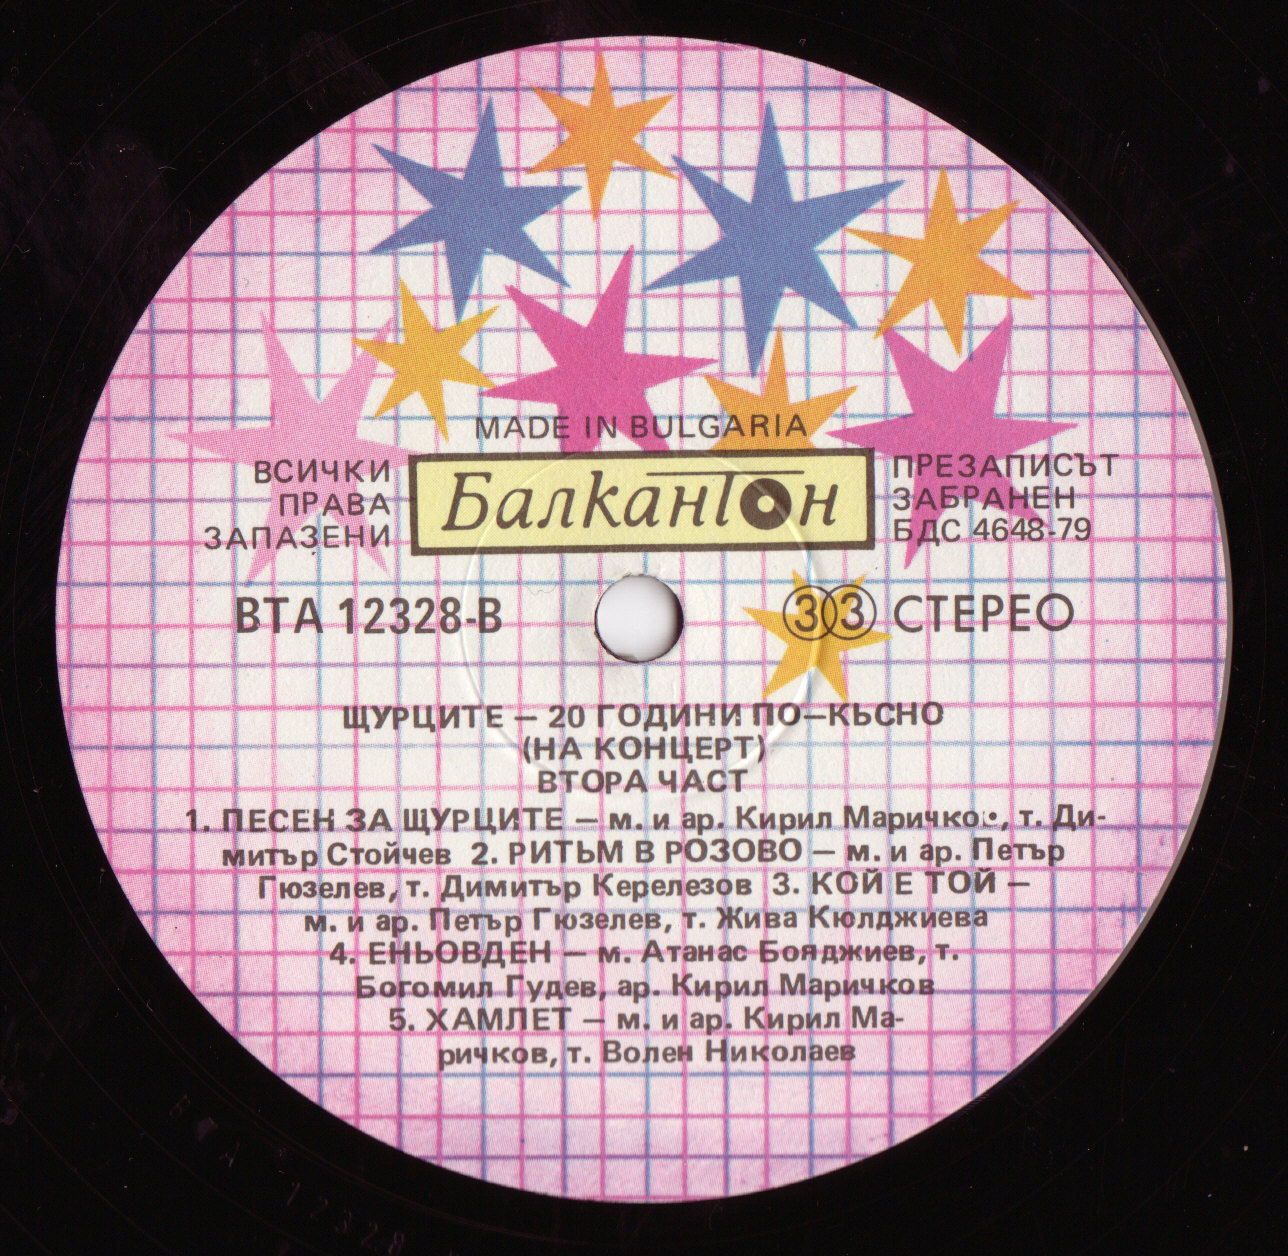 MADE IN BULGARIA
ВСИЧКИ
ПРАВА
ЗАПАЗЕНИ
Балкантон
ПРЕЗАПИСЪТ
ЗАБРАНЕН
БДС 4648-79
ВТА 12328-В
33 СТЕРЕО
ЩУРЦИТЕ – 20 ГОДИНИ ПО–КЪСНО
(НА КОНЦЕРТ)
ВТОРА ЧАСТ
1. ПЕСЕН ЗА ЩУРЦИТЕ – м. и ар. Кирил Маричков, т. Ди-
митър Стойчев 2. РИТЪМ В РОЗОВО – м. и ар. Петър
Гюзелев, т. Димитър Керелезов 3. КОЙ Е ТОЙ –
м. и ар. Петър Гюзелев, т. Жива Кюлджиева
4. ЕНЬОВДЕН – м. Атанас Бояджиев, т.
Богомил Гудев, ар. Кирил Маричков
5. ХАМЛЕТ – м. и ар. Кирил Ма-
ричков, т. Волен Николаев